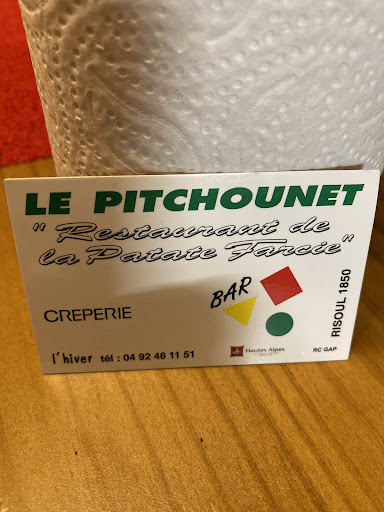 LE PITCHOUNET
"Restaurant de
la Patate Farcie"
BAR
CREPERIE
RISOUL 1850
l'hiver tél : 04 92 46 11 51
Hautes Alpes
RC GAP